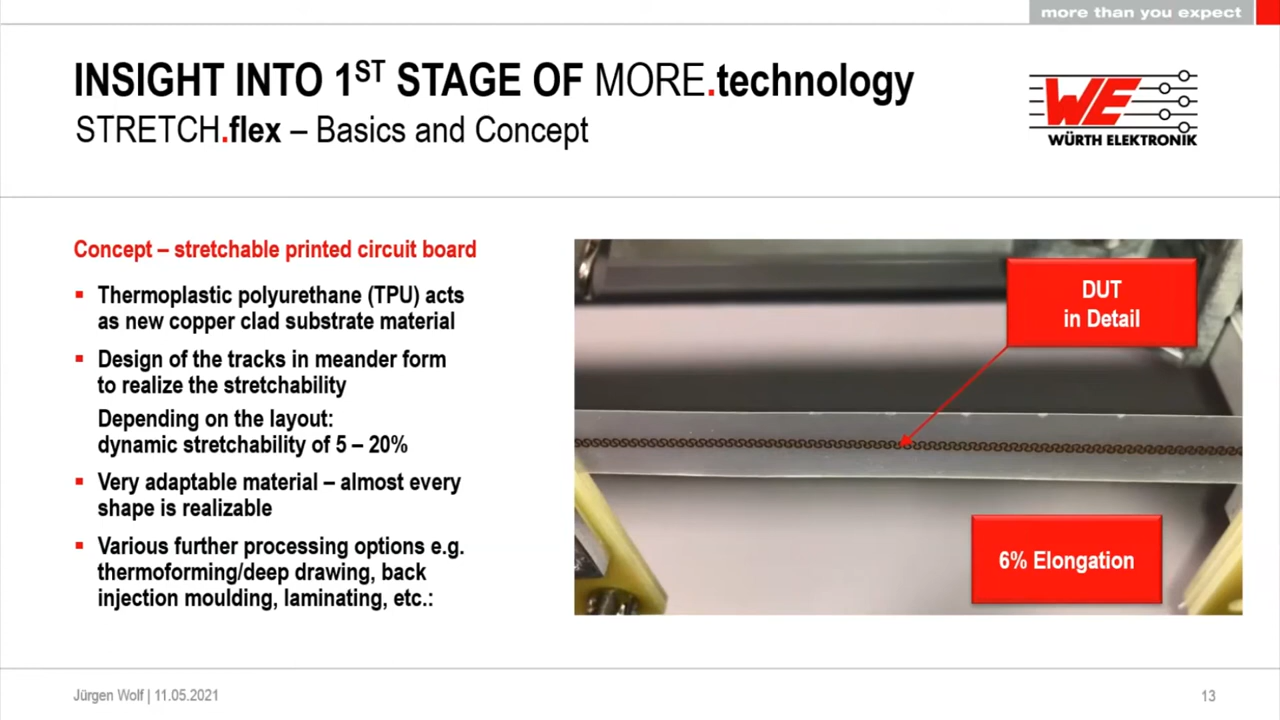 more than you expect
INSIGHT INTO 1ST STAGE OF MORE.technology
STRETCH.flex – Basics and Concept
WE
WÜRTH ELEKTRONIK
Concept – stretchable printed circuit board
▪ Thermoplastic polyurethane (TPU) acts
as new copper clad substrate material
▪ Design of the tracks in meander form
to realize the stretchability
Depending on the layout:
dynamic stretchability of 5 – 20%
▪ Very adaptable material – almost every
shape is realizable
▪ Various further processing options e.g.
thermoforming/deep drawing, back
injection moulding, laminating, etc.:
DUT
in Detail
6% Elongation
Jürgen Wolf | 11.05.2021
13